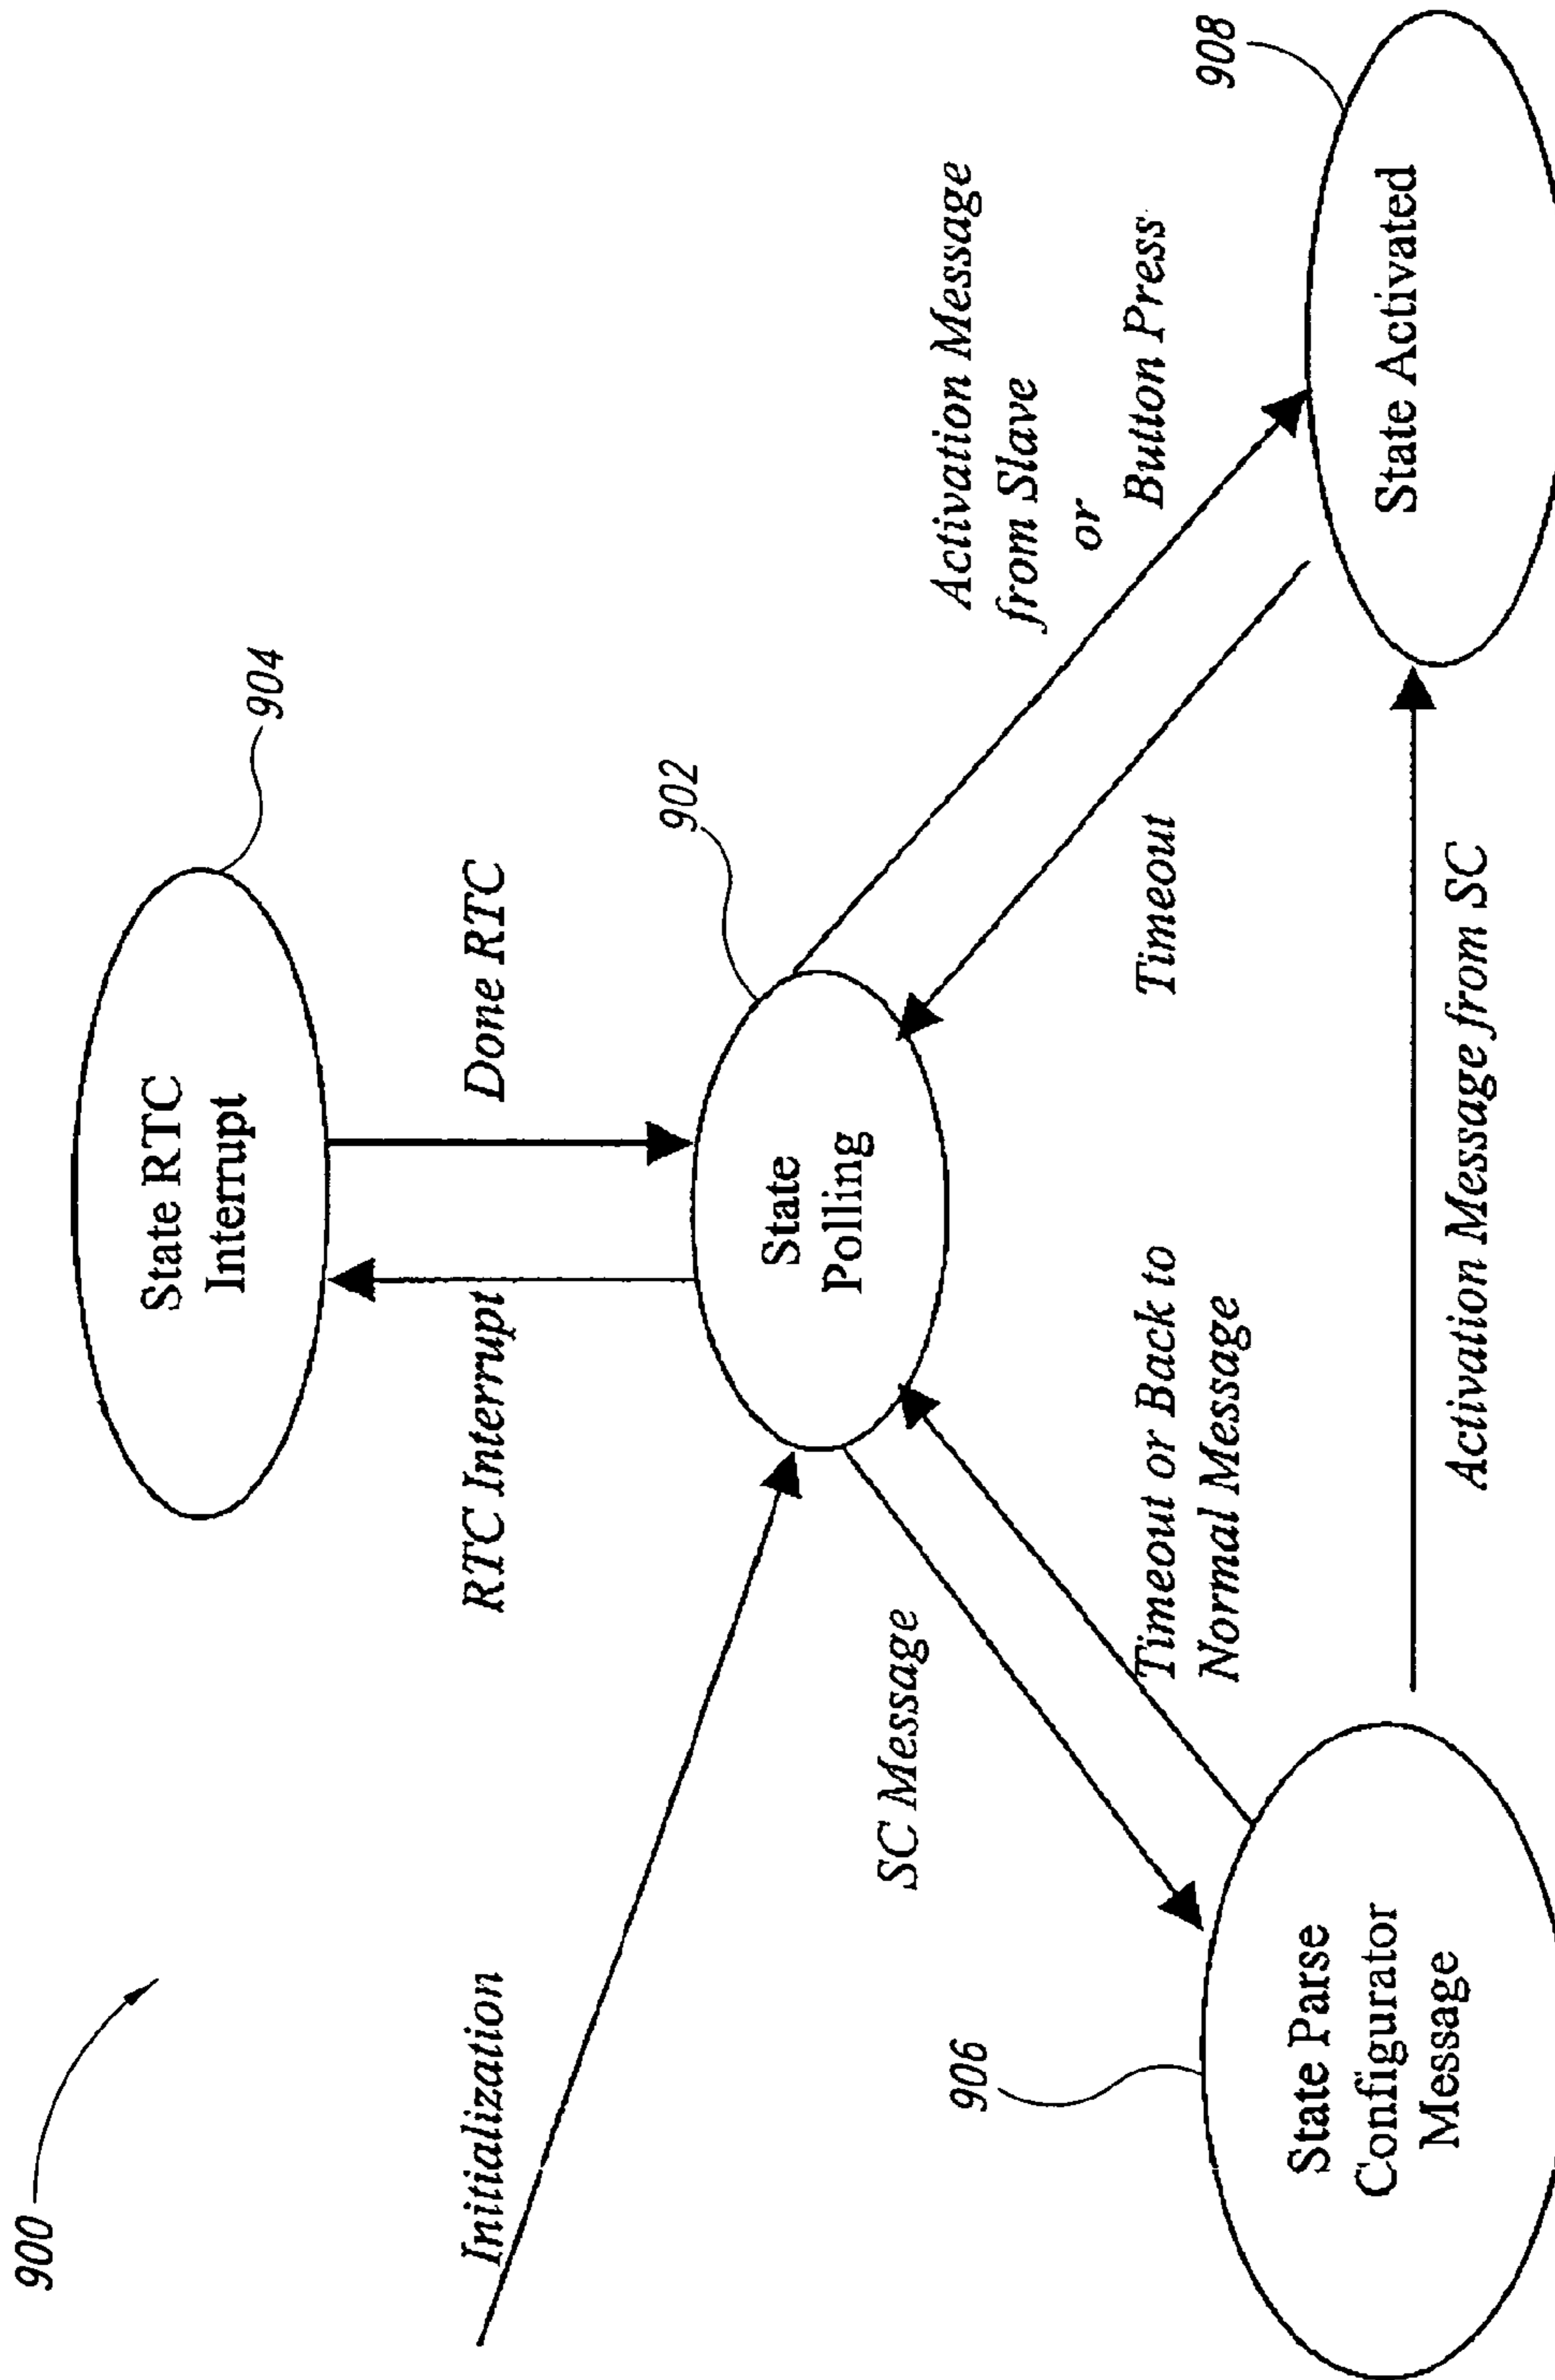 900
State RTC
Interrupt
904
Initialization
RTC Interrupt
Done RTC
902
State
Polling
SC Message
Timeout or Back to
Normal Message
Timeout
Activation Message
from Slave
or
Button Press
906
State Parse
Configurator
Message
Activation Message from SC
908
State Activated